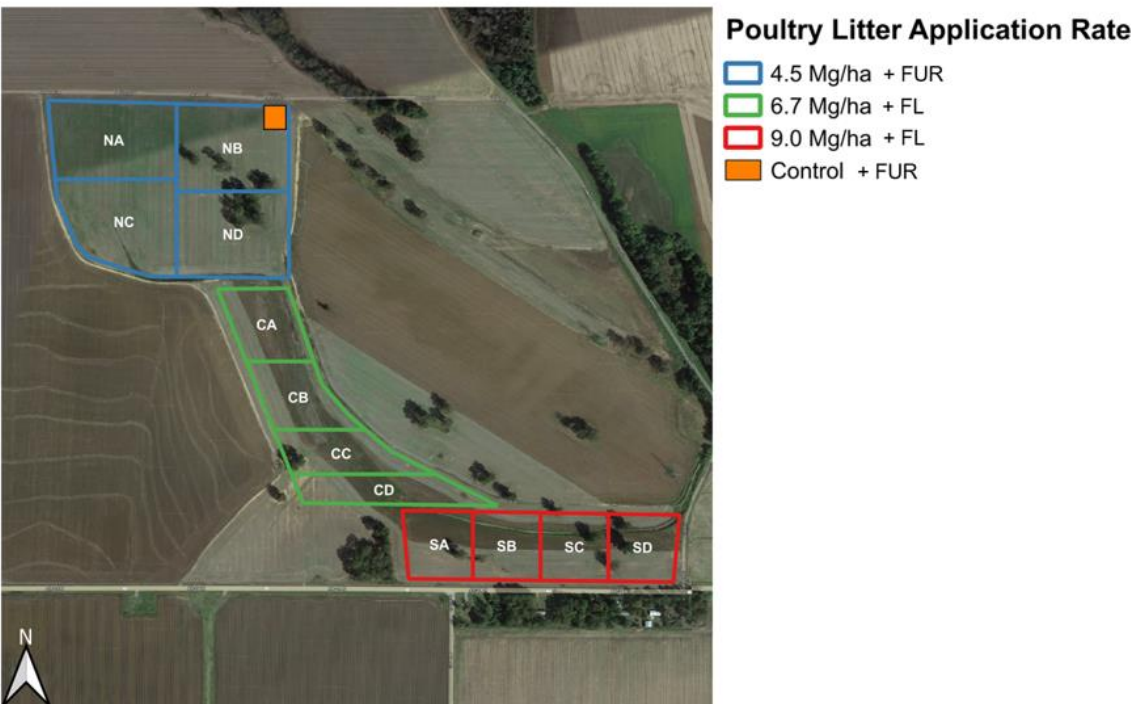 Poultry Litter Application Rate
4.5 Mg/ha + FUR
6.7 Mg/ha + FL
9.0 Mg/ha + FL
Control + FUR
NA
NB
NC
ND
CA
CB
CC
CD
SA
SB
SC
SD
N